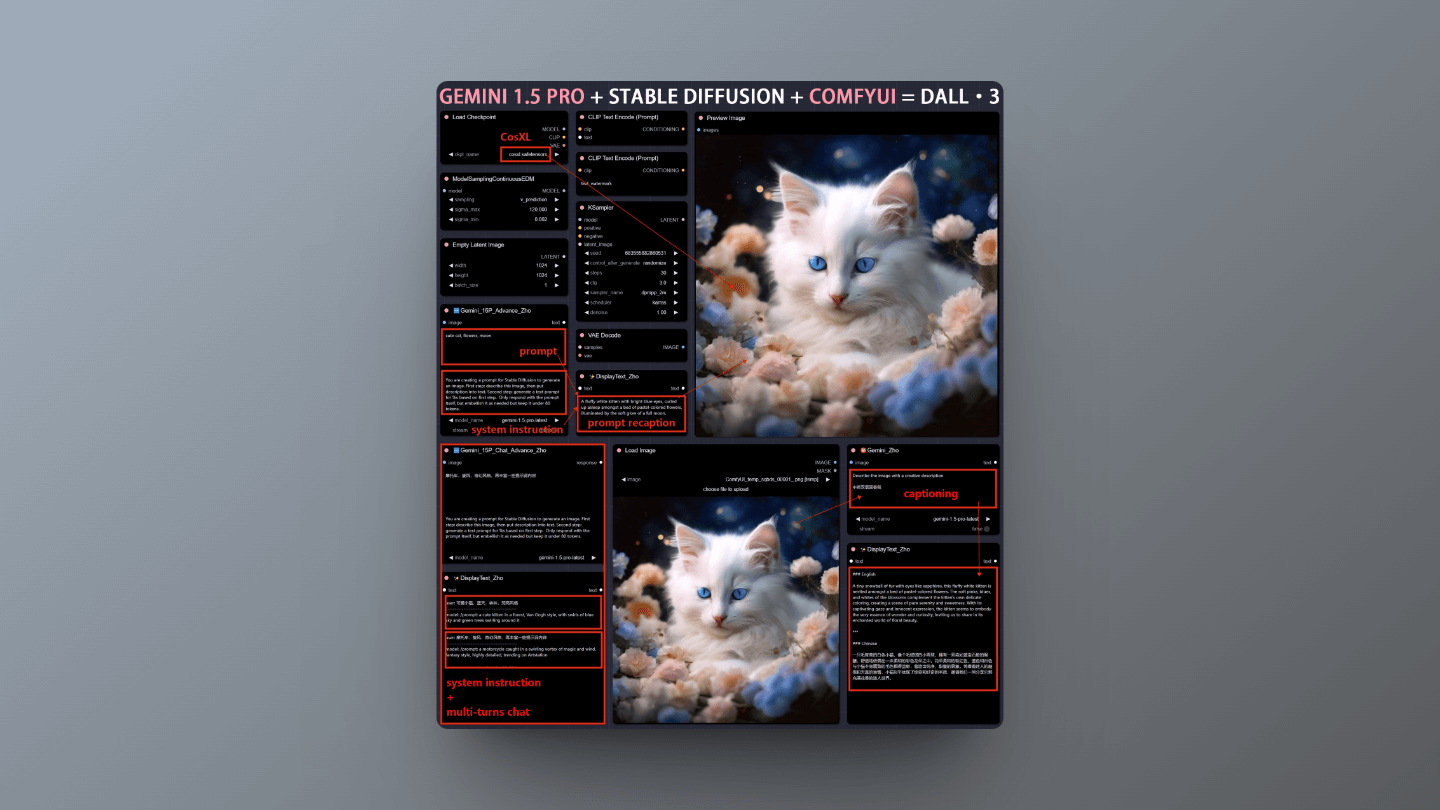 GEMINI 1.5 PRO + STABLE DIFFUSION + COMFYUI = DALL · 3
Load Checkpoint
MODEL
CosXL
CLIP
VAE
ckpt_name
ModelSamplingContinuousEDM
model
MODEL
sampling
v_prediction
sigma_max
120.000
sigma_min
0.002
Empty Latent Image
LATENT
width
1024
height
1024
batch_size
1
Gemini_15P_Advance_Zho
image
text
cute cat, flowers, moon
prompt
You are creating a prompt for Stable Diffusion to generate
an image. First step: describe this image, then put
description into text. Second step: generate a text prompt
for %s based on first step. Only respond with the prompt
itself, but embellish it as needed but keep it under 60
tokens.
model_name
gemini-1.5-pro-latest
stream
system instruction
CLIP Text Encode (Prompt)
clip
CONDITIONING
text
CLIP Text Encode (Prompt)
clip
CONDITIONING
text, watermark
KSampler
model
LATENT
positive
negative
latent_image
seed
control_after_generate
randomize
steps
30
cfg
3.0
sampler_name
dpmpp_2m
scheduler
karras
denoise
1.00
VAE Decode
samples
IMAGE
vae
DisplayText_Zho
text
text
A fluffy white kitten with bright blue eyes, curled
up asleep amongst a bed of pastel-colored flowers,
illuminated by the soft glow of a full moon.
prompt recaption
Preview Image
images
Gemini_15P_Chat_Advance_Zho
image
response
You are creating a prompt for Stable Diffusion to generate an image. First
step: describe this image, then put description into text. Second step:
generate a text prompt for %s based on first step. Only respond with the
prompt itself, but embellish it as needed but keep it under 60 tokens.
model_name
gemini-1.5-pro-latest
DisplayText_Zho
text
text
model: /prompt a cute kitten in a forest, Van Gogh style, with swirls of blue
sky and green trees swirling around it
model: /prompt a motorcycle caught in a swirling vortex of magic and wind,
fantasy style, highly detailed, trending on Artstation
system instruction
+
multi-turns chat
Load Image
IMAGE
MASK
image
choose file to upload
Gemini_Zho
image
text
Describe the image with a creative description
captioning
model_name
gemini-1.5-pro-latest
stream
DisplayText_Zho
text
text
### English
A tiny snowball of fur with eyes like sapphires, this fluffy white kitten is
nestled amongst a bed of pastel-colored flowers. The soft pinks, blues,
and whites of the blossoms complement the kitten's own delicate
coloring, creating a scene of pure serenity and sweetness. With its
captivating gaze and innocent expression, the kitten seems to embody
the very essence of wonder and curiosity, inviting us to share in its
enchanted world of floral beauty.
***
### Chinese